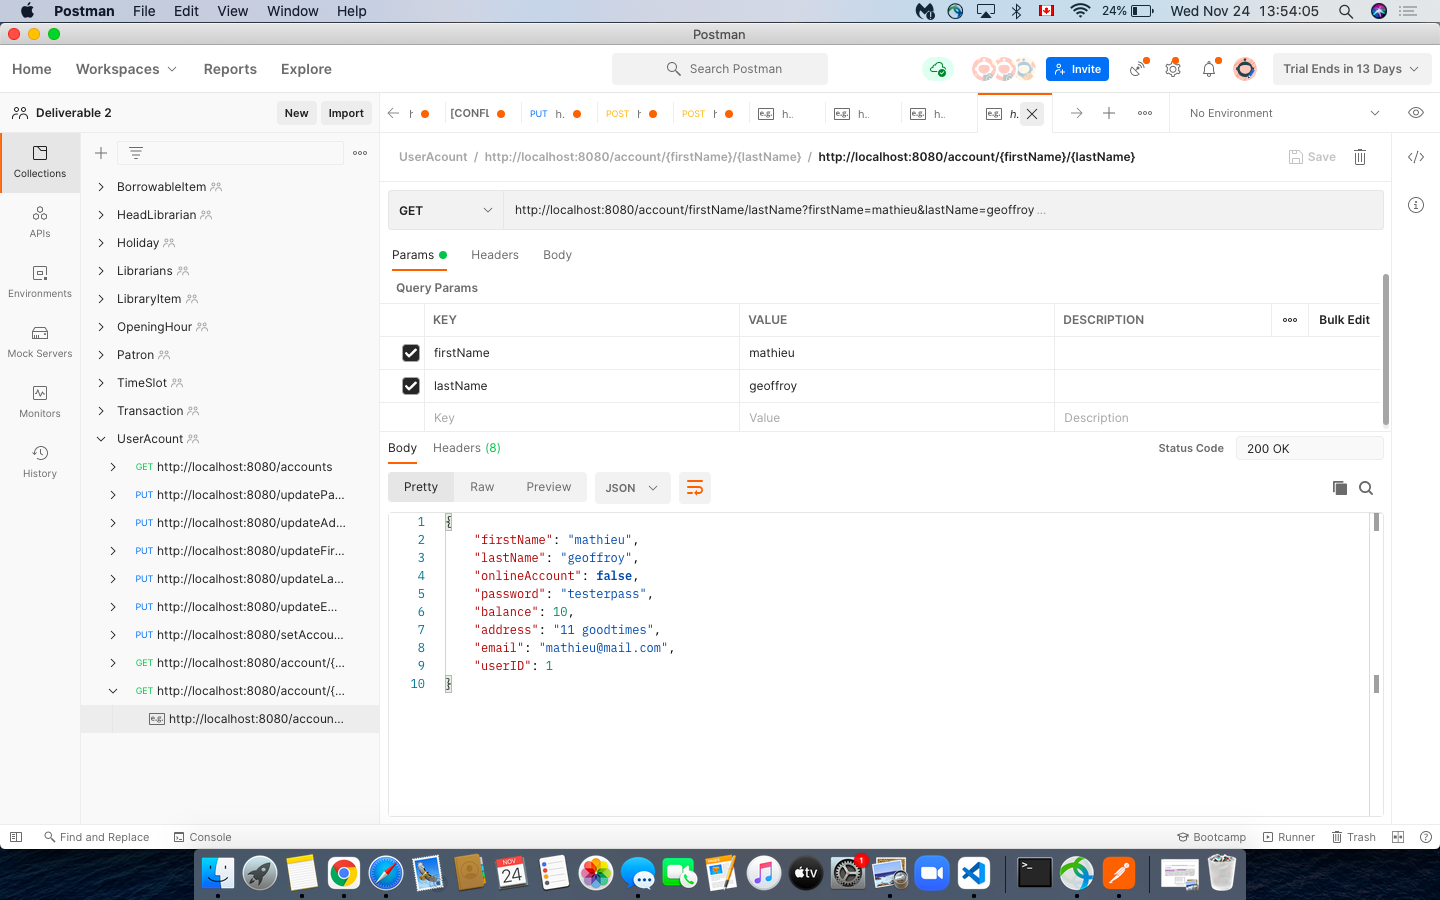 Postman File Edit View Window Help 24% Wed Nov 24 13:54:05
Postman
Home Workspaces Reports Explore Search Postman Invite Trial Ends in 13 Days
Deliverable 2 New Import
h [CONFL PUT h. POST h POST h e.g. h.. e.g. h.. e.g. h.. e.g. h. No Environment
UserAcount / http://localhost:8080/account/{firstName}/{lastName} / http://localhost:8080/account/{firstName}/{lastName} Save
Collections
APIs
Environments
Mock Servers
Monitors
History
BorrowableItem
HeadLibrarian
Holiday
Librarians
LibraryItem
OpeningHour
Patron
TimeSlot
Transaction
UserAcount
GET http://localhost:8080/accounts
PUT http://localhost:8080/updatePa...
PUT http://localhost:8080/updateAd...
PUT http://localhost:8080/updateFir...
PUT http://localhost:8080/updateLa...
PUT http://localhost:8080/updateE...
PUT http://localhost:8080/setAccou...
GET http://localhost:8080/account/{...
GET http://localhost:8080/account/{...
e.g. http://localhost:8080/accoun...
GET http://localhost:8080/account/firstName/lastName?firstName=mathieu&lastName=geoffroy ...
Params Headers Body
Query Params
KEY VALUE DESCRIPTION Bulk Edit
firstName mathieu
lastName geoffroy
Key Value Description
Body Headers (8) Status Code 200 OK
Pretty Raw Preview JSON
1 {
2 "firstName": "mathieu",
3 "lastName": "geoffroy",
4 "onlineAccount": false,
5 "password": "testerpass",
6 "balance": 10,
7 "address": "11 goodtimes",
8 "email": "mathieu@mail.com",
9 "userID": 1
10 }
Find and Replace Console Bootcamp Runner Trash
NOV
24
tv
1